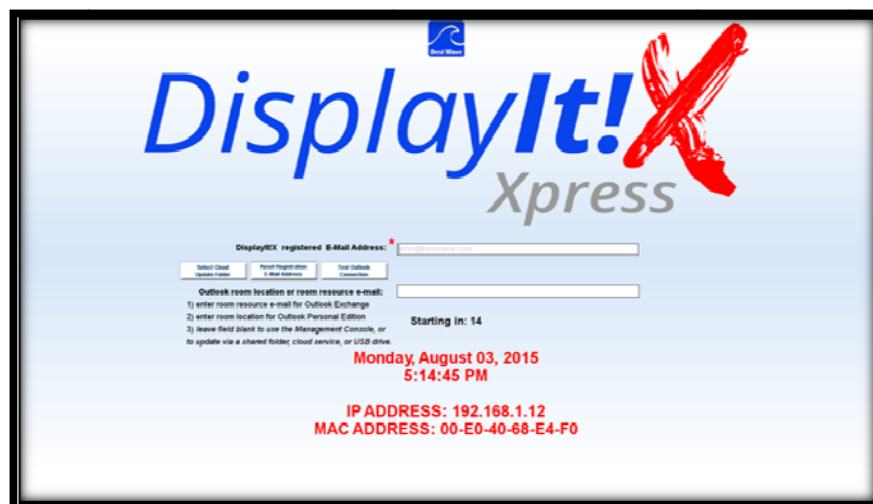 Best Wave
DisplayIt!X
Xpress
DisplayIt!X registered E-Mail Address: *
john@bestwave.com
Select Cloud Update Folder
Reset Registration E-Mail Address
Test Outlook Connection
Outlook room location or room resource e-mail:
1) enter room resource e-mail for Outlook Exchange
2) enter room location for Outlook Personal Edition
3) leave field blank to use the Management Console, or
to update via a shared folder, cloud service, or USB drive.
Starting in: 14
Monday, August 03, 2015
5:14:45 PM
IP ADDRESS: 192.168.1.12
MAC ADDRESS: 00-E0-40-68-E4-F0